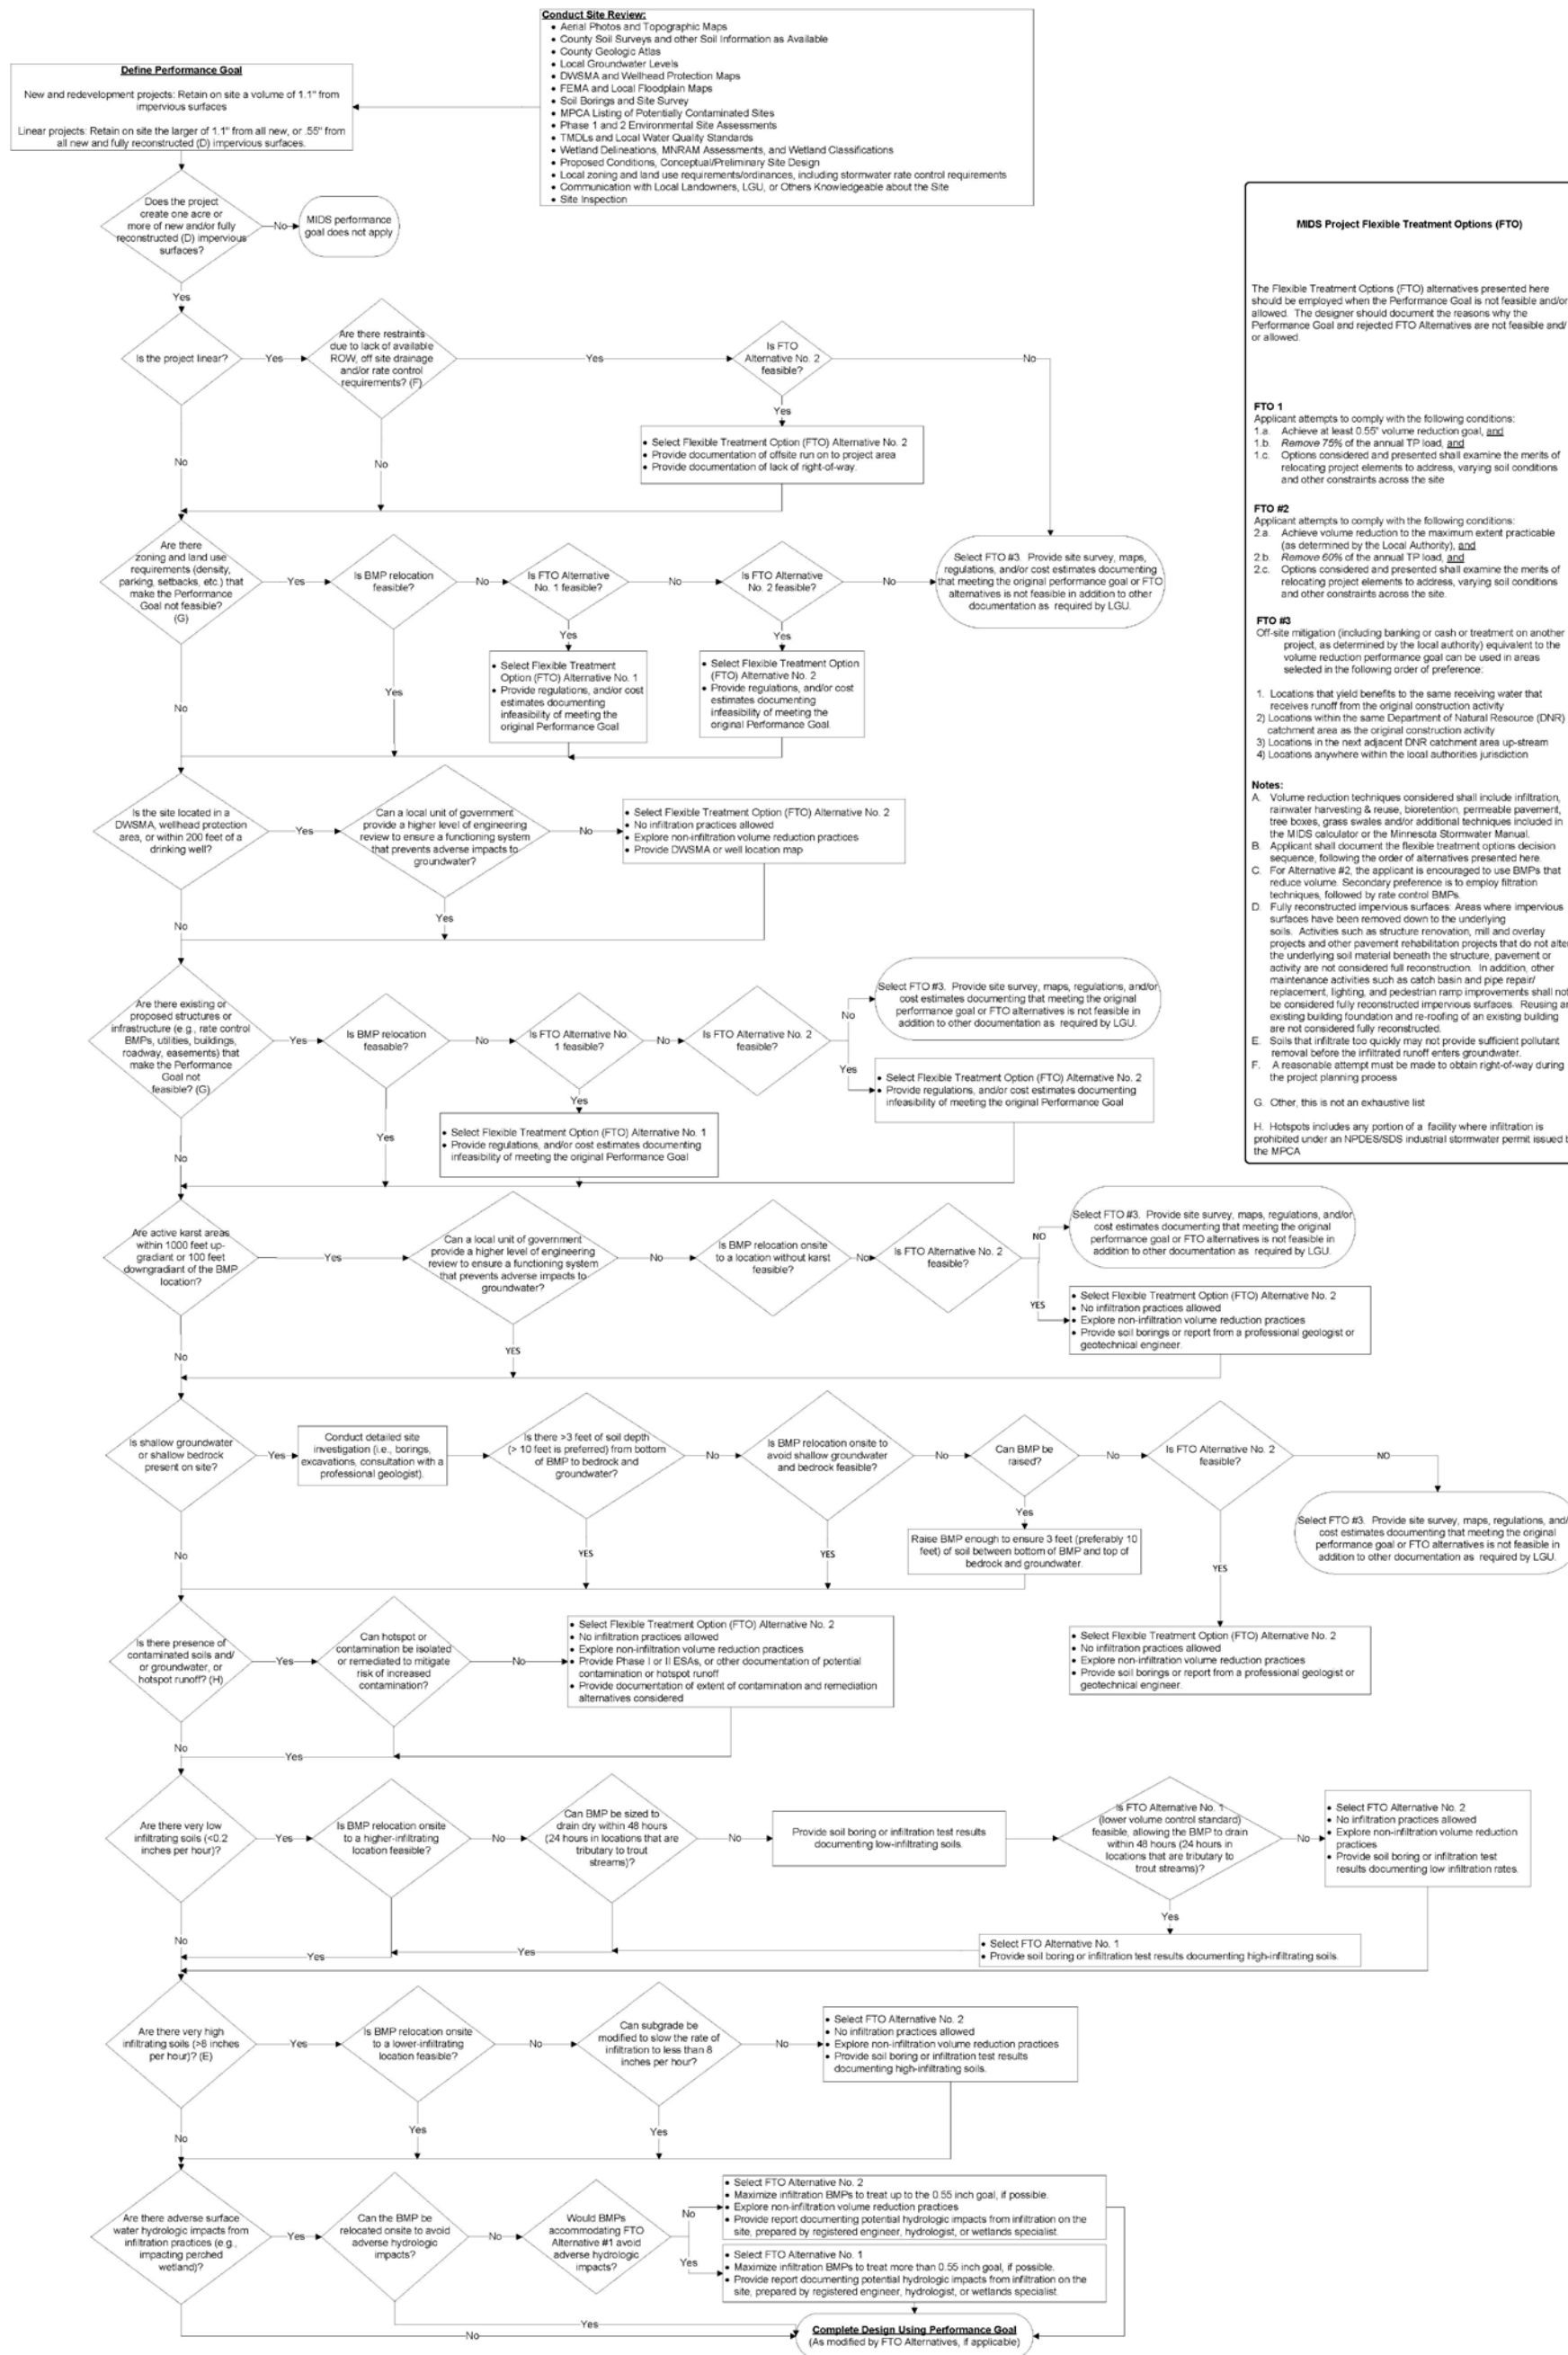 Conduct Site Review:
• Aerial Photos and Topographic Maps
• County Soil Surveys and other Soil Information as Available
• County Geologic Atlas
• Local Groundwater Levels
• DWSMA and Wellhead Protection Maps
• FEMA and Local Floodplain Maps
• Soil Borings and Site Survey
• MPCA Listing of Potentially Contaminated Sites
• Phase 1 and 2 Environmental Site Assessments
• TMDLs and Local Water Quality Standards
• Wetland Delineations, MNRAM Assessments, and Wetland Classifications
• Proposed Conditions, Conceptual/Preliminary Site Design
• Local zoning and land use requirements/ordinances, including stormwater rate control requirements
• Communication with Local Landowners, LGU, or Others Knowledgeable about the Site
• Site Inspection
Define Performance Goal
New and redevelopment projects: Retain on site a volume of 1.1" from
impervious surfaces
Linear projects: Retain on site the larger of 1.1" from all new, or .55" from
all new and fully reconstructed (D) impervious surfaces.
Does the project
create one acre or
more of new and/or fully
reconstructed (D) impervious
surfaces?
No
MIDS performance
goal does not apply
Yes
Is the project linear?
Yes
Are there restraints
due to lack of available
ROW, off site drainage
and/or rate control
requirements? (F)
Yes
Is FTO
Alternative No. 2
feasible?
No
Yes
• Select Flexible Treatment Option (FTO) Alternative No. 2
• Provide documentation of offsite run on to project area
• Provide documentation of lack of right-of-way.
No
No
Are there
zoning and land use
requirements (density,
parking, setbacks, etc.) that
make the Performance
Goal not feasible?
(G)
Yes
Is BMP relocation
feasible?
No
Is FTO Alternative
No. 1 feasible?
No
Is FTO Alternative
No. 2 feasible?
No
Select FTO #3. Provide site survey, maps,
regulations, and/or cost estimates documenting
that meeting the original performance goal or FTO
alternatives is not feasible in addition to other
documentation as required by LGU.
Yes
Yes
• Select Flexible Treatment
Option (FTO) Alternative No. 1
• Provide regulations, and/or cost
estimates documenting
infeasibility of meeting the
original Performance Goal
• Select Flexible Treatment Option
(FTO) Alternative No. 2
• Provide regulations, and/or cost
estimates documenting
infeasibility of meeting the
original Performance Goal.
Yes
No
Is the site located in a
DWSMA, wellhead protection
area, or within 200 feet of a
drinking well?
Yes
Can a local unit of government
provide a higher level of engineering
review to ensure a functioning system
that prevents adverse impacts to
groundwater?
No
• Select Flexible Treatment Option (FTO) Alternative No. 2
• No infiltration practices allowed
• Explore non-infiltration volume reduction practices
• Provide DWSMA or well location map
Yes
No
Are there existing or
proposed structures or
infrastructure (e.g., rate control
BMPs, utilities, buildings,
roadway, easements) that
make the Performance
Goal not
feasible? (G)
Yes
Is BMP relocation
feasable?
No
Is FTO Alternative No.
1 feasible?
No
Is FTO Alternative No. 2
feasible?
No
Select FTO #3. Provide site survey, maps, regulations, and/or
cost estimates documenting that meeting the original
performance goal or FTO alternatives is not feasible in
addition to other documentation as required by LGU.
Yes
• Select Flexible Treatment Option (FTO) Alternative No. 2
• Provide regulations, and/or cost estimates documenting
infeasibility of meeting the original Performance Goal
Yes
• Select Flexible Treatment Option (FTO) Alternative No. 1
• Provide regulations, and/or cost estimates documenting
infeasibility of meeting the original Performance Goal
Yes
No
Are active karst areas
within 1000 feet up-
gradiant or 100 feet
downgradiant of the BMP
location?
Yes
Can a local unit of government
provide a higher level of engineering
review to ensure a functioning system
that prevents adverse impacts to
groundwater?
No
Is BMP relocation onsite
to a location without karst
feasible?
No
Is FTO Alternative No. 2
feasible?
NO
Select FTO #3. Provide site survey, maps, regulations, and/or
cost estimates documenting that meeting the original
performance goal or FTO alternatives is not feasible in
addition to other documentation as required by LGU.
YES
• Select Flexible Treatment Option (FTO) Alternative No. 2
• No infiltration practices allowed
• Explore non-infiltration volume reduction practices
• Provide soil borings or report from a professional geologist or
geotechnical engineer.
YES
No
Is shallow groundwater
or shallow bedrock
present on site?
Yes
Conduct detailed site
investigation (i.e., borings,
excavations, consultation with a
professional geologist).
Is there >3 feet of soil depth
(> 10 feet is preferred) from bottom
of BMP to bedrock and
groundwater?
No
Is BMP relocation onsite to
avoid shallow groundwater
and bedrock feasible?
No
Can BMP be
raised?
No
Is FTO Alternative No. 2
feasible?
NO
Select FTO #3. Provide site survey, maps, regulations, and/
cost estimates documenting that meeting the original
performance goal or FTO alternatives is not feasible in
addition to other documentation as required by LGU.
Yes
Raise BMP enough to ensure 3 feet (preferably 10
feet) of soil between bottom of BMP and top of
bedrock and groundwater.
No
YES
YES
YES
• Select Flexible Treatment Option (FTO) Alternative No. 2
• No infiltration practices allowed
• Explore non-infiltration volume reduction practices
• Provide soil borings or report from a professional geologist or
geotechnical engineer.
Is there presence of
contaminated soils and/
or groundwater, or
hotspot runoff? (H)
Yes
Can hotspot or
contamination be isolated
or remediated to mitigate
risk of increased
contamination?
No
• Select Flexible Treatment Option (FTO) Alternative No. 2
• No infiltration practices allowed
• Explore non-infiltration volume reduction practices
• Provide Phase I or II ESAs, or other documentation of potential
contamination or hotspot runoff
• Provide documentation of extent of contamination and remediation
alternatives considered
No
Yes
Are there very low
infiltrating soils (<0.2
inches per hour)?
Yes
Is BMP relocation onsite
to a higher-infiltrating
location feasible?
No
Can BMP be sized to
drain dry within 48 hours
(24 hours in locations that are
tributary to trout
streams)?
No
Provide soil boring or infiltration test results
documenting low-infiltrating soils.
Is FTO Alternative No. 1
(lower volume control standard)
feasible, allowing the BMP to drain
within 48 hours (24 hours in
locations that are tributary to
trout streams)?
No
• Select FTO Alternative No. 2
• No infiltration practices allowed
• Explore non-infiltration volume reduction
practices
• Provide soil boring or infiltration test
results documenting low infiltration rates.
Yes
• Select FTO Alternative No. 1
• Provide soil boring or infiltration test results documenting high-infiltrating soils.
No
Yes
Yes
Are there very high
infiltrating soils (>8 inches
per hour)? (E)
Yes
Is BMP relocation onsite
to a lower-infiltrating
location feasible?
No
Can subgrade be
modified to slow the rate of
infiltration to less than 8
inches per hour?
No
• Select FTO Alternative No. 2
• No infiltration practices allowed
• Explore non-infiltration volume reduction practices
• Provide soil boring or infiltration test results
documenting high-infiltrating soils.
No
Yes
Yes
Are there adverse surface
water hydrologic impacts from
infiltration practices (e.g.,
impacting perched
wetland)?
Yes
Can the BMP be
relocated onsite to avoid
adverse hydrologic
impacts?
No
Would BMPs
accommodating FTO
Alternative #1 avoid
adverse hydrologic
impacts?
No
• Select FTO Alternative No. 2
• Maximize infiltration BMPs to treat up to the 0.55 inch goal, if possible.
• Explore non-infiltration volume reduction practices
• Provide report documenting potential hydrologic impacts from infiltration on the
site, prepared by registered engineer, hydrologist, or wetlands specialist.
Yes
• Select FTO Alternative No. 1
• Maximize infiltration BMPs to treat more than 0.55 inch goal, if possible.
• Provide report documenting potential hydrologic impacts from infiltration on the
site, prepared by registered engineer, hydrologist, or wetlands specialist.
Yes
No
Complete Design Using Performance Goal
(As modified by FTO Alternatives, if applicable)
MIDS Project Flexible Treatment Options (FTO)
The Flexible Treatment Options (FTO) alternatives presented here
should be employed when the Performance Goal is not feasible and/or
allowed. The designer should document the reasons why the
Performance Goal and rejected FTO Alternatives are not feasible and/
or allowed.
FTO 1
Applicant attempts to comply with the following conditions:
1.a. Achieve at least 0.55" volume reduction goal, and
1.b. Remove 75% of the annual TP load, and
1.c. Options considered and presented shall examine the merits of
relocating project elements to address, varying soil conditions
and other constraints across the site
FTO #2
Applicant attempts to comply with the following conditions:
2.a. Achieve volume reduction to the maximum extent practicable
(as determined by the Local Authority), and
2.b. Remove 60% of the annual TP load, and
2.c. Options considered and presented shall examine the merits of
relocating project elements to address, varying soil conditions
and other constraints across the site.
FTO #3
Off-site mitigation (including banking or cash or treatment on another
project, as determined by the local authority) equivalent to the
volume reduction performance goal can be used in areas
selected in the following order of preference:
1. Locations that yield benefits to the same receiving water that
receives runoff from the original construction activity
2) Locations within the same Department of Natural Resource (DNR)
catchment area as the original construction activity
3) Locations in the next adjacent DNR catchment area up-stream
4) Locations anywhere within the local authorities jurisdiction
Notes:
A. Volume reduction techniques considered shall include infiltration,
rainwater harvesting & reuse, bioretention, permeable pavement,
tree boxes, grass swales and/or additional techniques included in
the MIDS calculator or the Minnesota Stormwater Manual.
B. Applicant shall document the flexible treatment options decision
sequence, following the order of alternatives presented here.
C. For Alternative #2, the applicant is encouraged to use BMPs that
reduce volume. Secondary preference is to employ filtration
techniques, followed by rate control BMPs.
D. Fully reconstructed impervious surfaces: Areas where impervious
surfaces have been removed down to the underlying
soils. Activities such as structure renovation, mill and overlay
projects and other pavement rehabilitation projects that do not alter
the underlying soil material beneath the structure, pavement or
activity are not considered full reconstruction. In addition, other
maintenance activities such as catch basin and pipe repair/
replacement, lighting, and pedestrian ramp improvements shall not
be considered fully reconstructed impervious surfaces. Reusing an
existing building foundation and re-roofing of an existing building
are not considered fully reconstructed.
E. Soils that infiltrate too quickly may not provide sufficient pollutant
removal before the infiltrated runoff enters groundwater.
F. A reasonable attempt must be made to obtain right-of-way during
the project planning process
G. Other, this is not an exhaustive list
H. Hotspots includes any portion of a facility where infiltration is
prohibited under an NPDES/SDS industrial stormwater permit issued
the MPCA